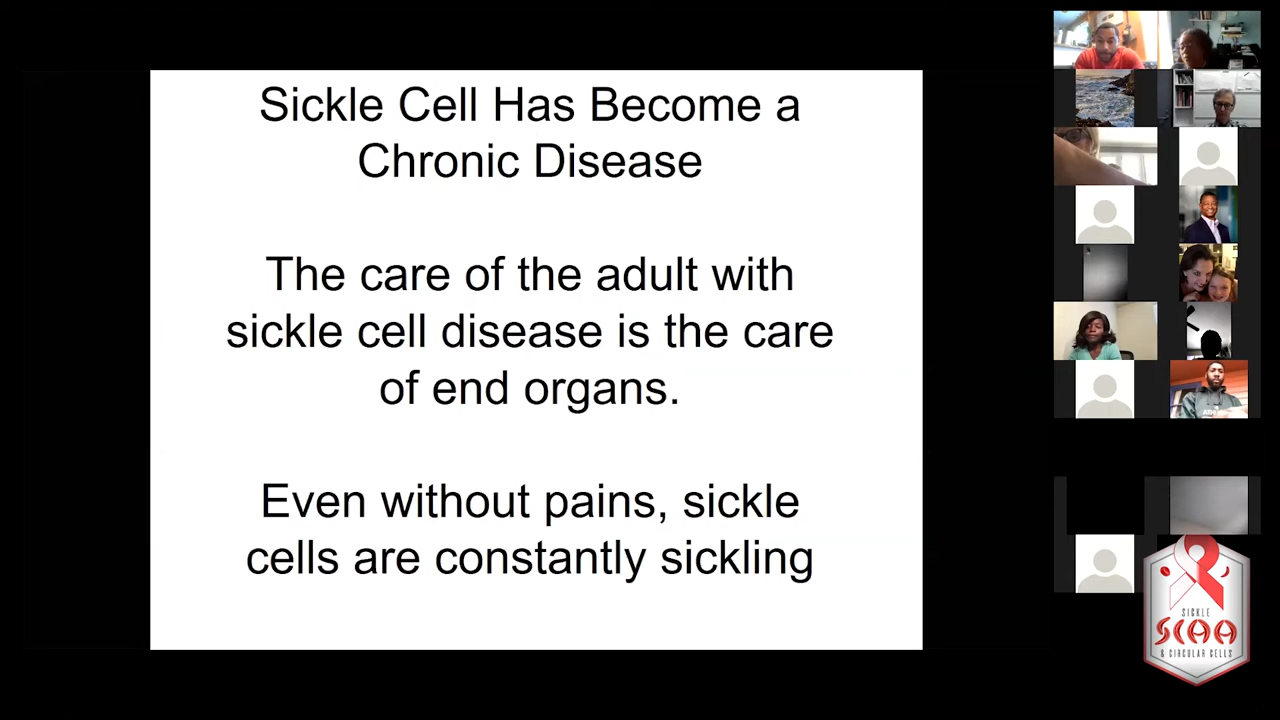 Sickle Cell Has Become a
Chronic Disease
The care of the adult with
sickle cell disease is the care
of end organs.
Even without pains, sickle
cells are constantly sickling
SICKLE
SCAA
& CIRCULAR CELLS